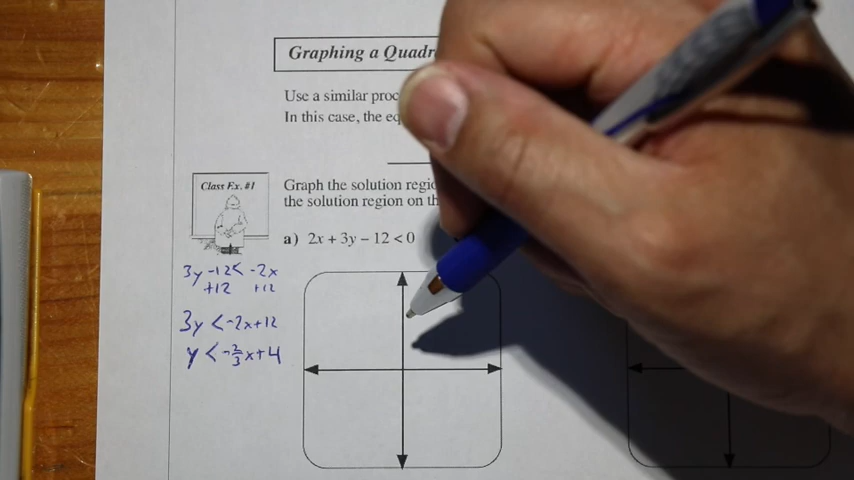 Graphing a Quadr
Use a similar proc
In this case, the eq
Class Ex. #1
Graph the solution regio
the solution region on th
a) 2x + 3y − 12 < 0
3y -12 < -2x
+12 +12
3y < -2x+12
y < -2/3x+4